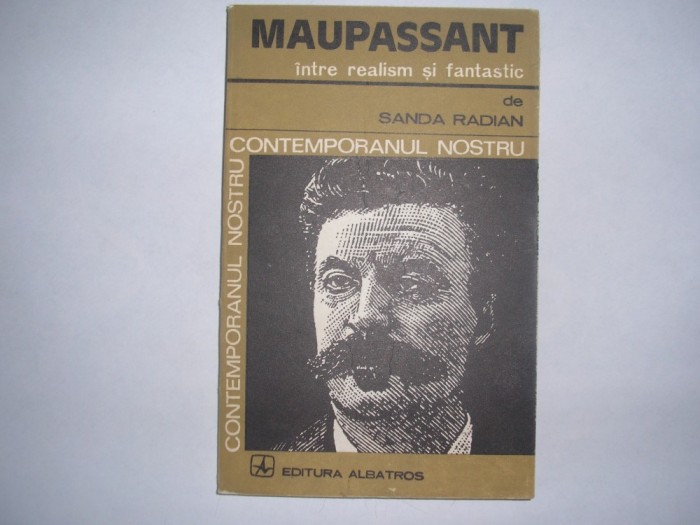 MAUPASSANT
între realism și fantastic
de
SANDA RADIAN
CONTEMPORANUL NOSTRU
CONTEMPORANUL NOSTRU
EDITURA ALBATROS